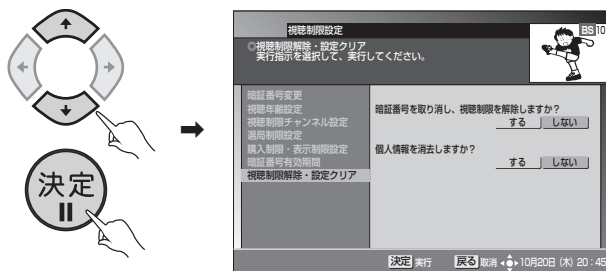 決定
視聴制限設定
BS10
◎視聴制限解除・設定クリア
実行指示を選択して、実行してください。
暗証番号変更
視聴年齢設定
視聴制限チャンネル設定
選局制限設定
購入制限・表示制限設定
暗証番号有効期間
視聴制限解除・設定クリア
暗証番号を取り消し、視聴制限を解除しますか?
する しない
個人情報を消去しますか?
する しない
決定 実行 戻る 取消 10月20日(木) 20:45